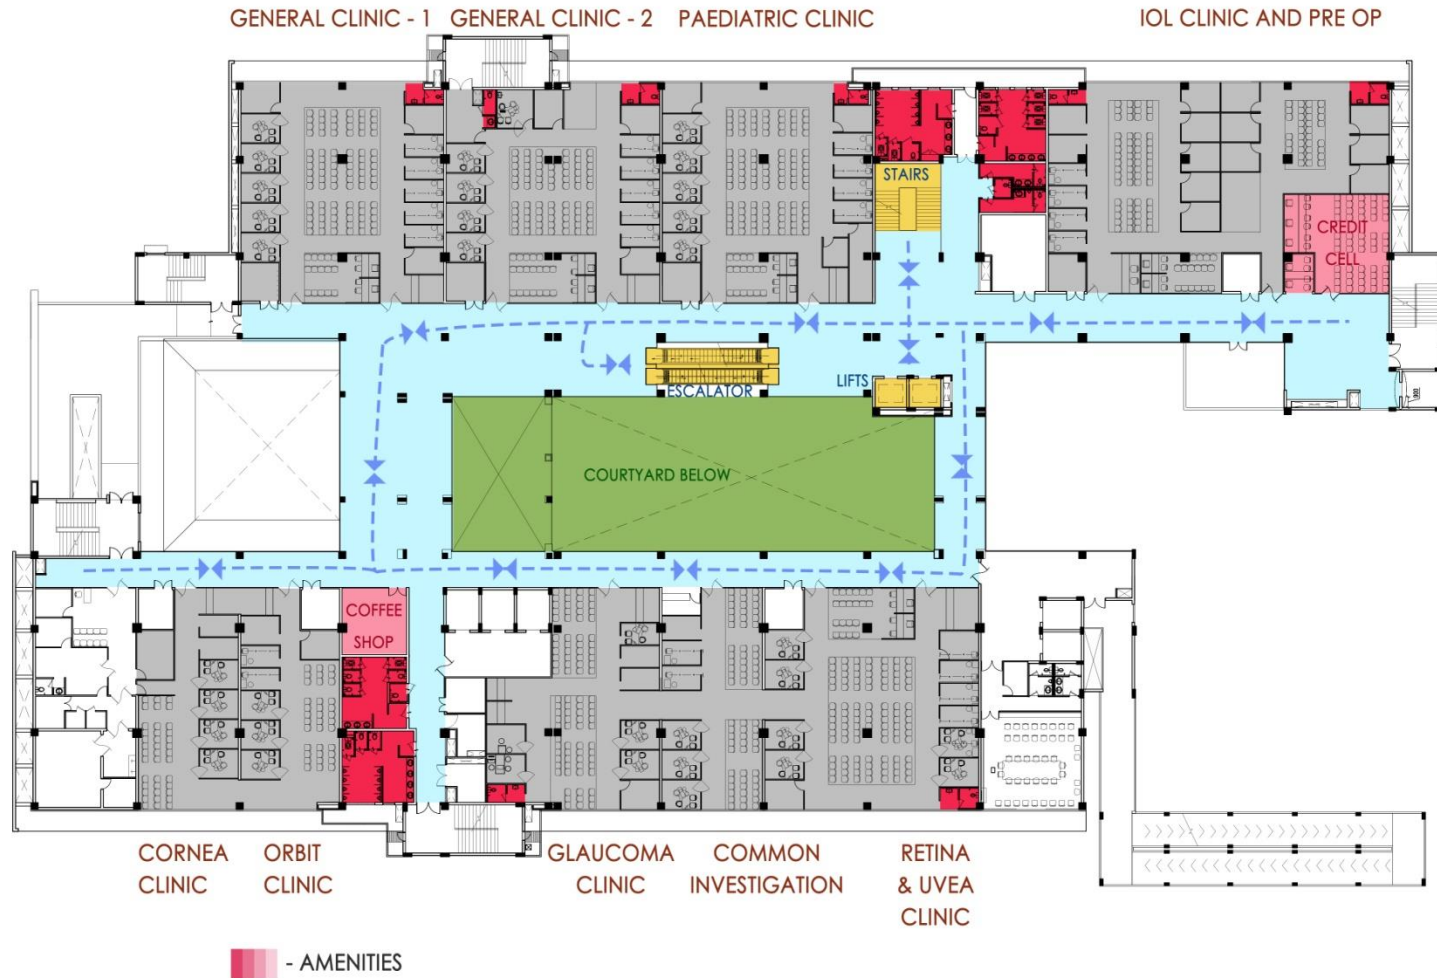 GENERAL CLINIC - 1
GENERAL CLINIC - 2
PAEDIATRIC CLINIC
IOL CLINIC AND PRE OP
STAIRS
CREDIT
CELL
LIFTS
ESCALATOR
COURTYARD BELOW
COFFEE
SHOP
CORNEA
CLINIC
ORBIT
CLINIC
GLAUCOMA
CLINIC
COMMON
INVESTIGATION
RETINA
& UVEA
CLINIC
- AMENITIES